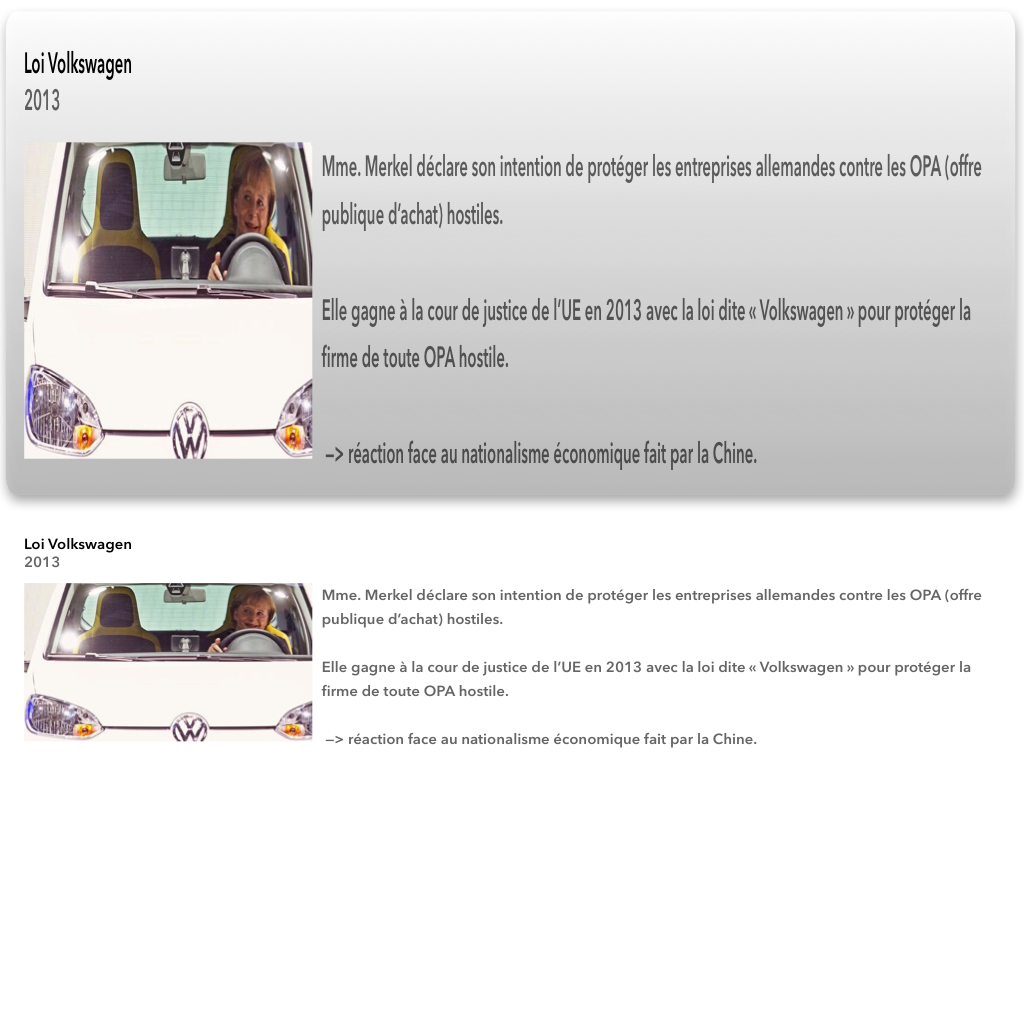 Loi Volkswagen
2013
Mme. Merkel déclare son intention de protéger les entreprises allemandes contre les OPA (offre
publique d’achat) hostiles.
Elle gagne à la cour de justice de l’UE en 2013 avec la loi dite « Volkswagen » pour protéger la
firme de toute OPA hostile.
—> réaction face au nationalisme économique fait par la Chine.
Loi Volkswagen
2013
Mme. Merkel déclare son intention de protéger les entreprises allemandes contre les OPA (offre
publique d’achat) hostiles.
Elle gagne à la cour de justice de l’UE en 2013 avec la loi dite « Volkswagen » pour protéger la
firme de toute OPA hostile.
—> réaction face au nationalisme économique fait par la Chine.